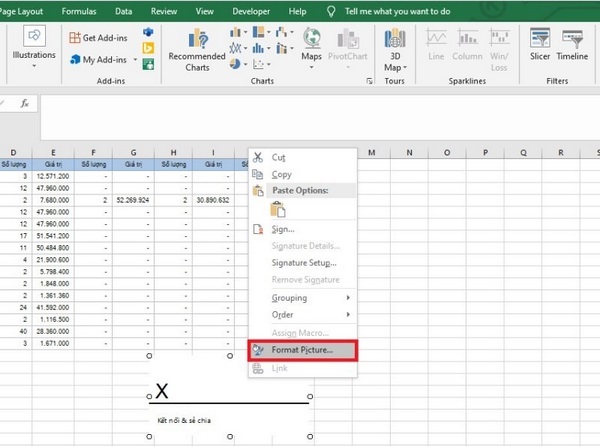 Page Layout Formulas Data Review View Developer Help Tell me what you want to do
Illustrations
Get Add-ins
My Add-ins
Add-ins
Recommended
Charts
Maps
PivotChart
Charts
3D
Map
Tours
Line
Column
Win/
Loss
Sparklines
Slicer
Timeline
Filters
fx
D E F G H I M N O P Q R S
Số lượng Giá trị Số lượng Giá trị Số lượng Giá trị
3 12.571.200 - - - -
12 47.960.000 - - - -
2 7.680.000 2 52.269.924 2 30.890.632
12 47.960.000 - - - -
12 47.960.000 - - - -
17 51.541.200 - - - -
11 50.484.800 - - - -
4 21.900.600 - - - -
2 5.798.400 - - - -
2 1.848.000 - - - -
2 1.361.360 - - - -
24 41.592.000 - - - -
2 1.116.500 - - - -
40 28.360.000 - - - -
3 1.671.000 - - - -
Cut
Copy
Paste Options:
Sign...
Signature Details...
Signature Setup...
Remove Signature
Grouping
Order
Assign Macro...
Format Picture...
Link
X
Kết nối & sẻ chia